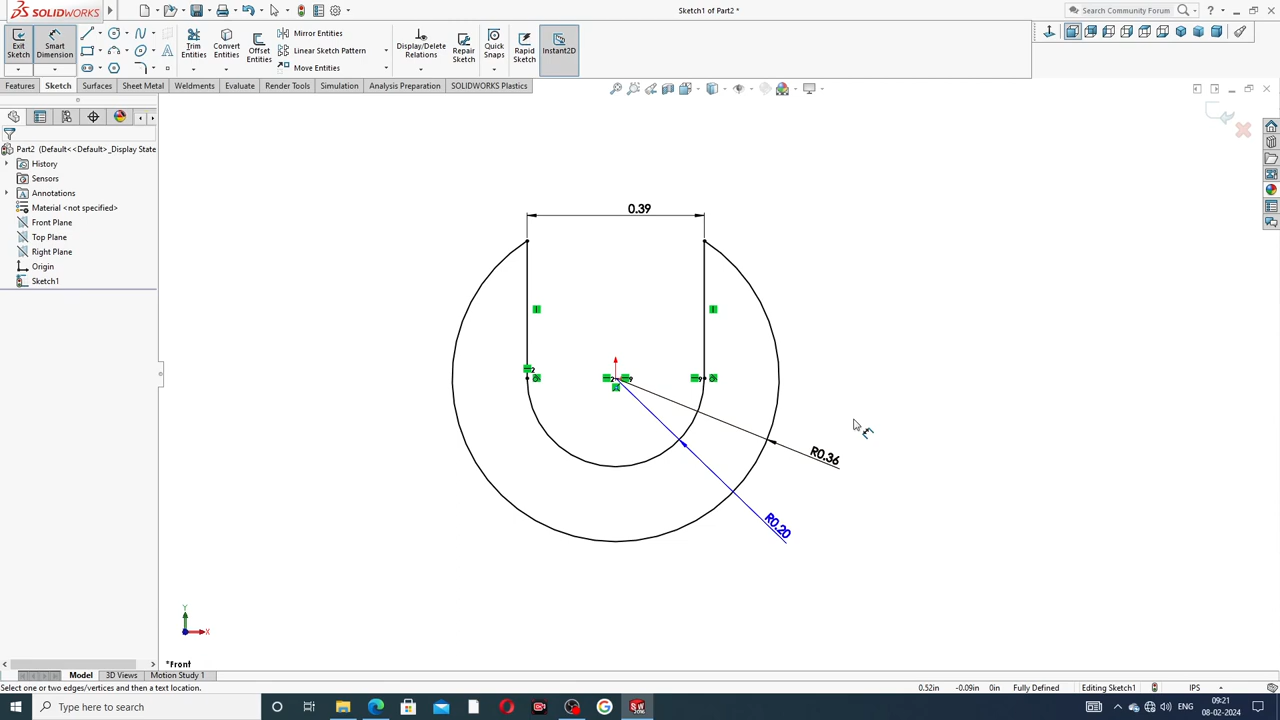 SOLIDWORKS
Sketch1 of Part2 *
Search Community Forum
Exit Sketch
Smart Dimension
Trim Entities
Convert Entities
Offset Entities
Mirror Entities
Linear Sketch Pattern
Move Entities
Display/Delete Relations
Repair Sketch
Quick Snaps
Rapid Sketch
Instant2D
Features
Sketch
Surfaces
Sheet Metal
Weldments
Evaluate
Render Tools
Simulation
Analysis Preparation
SOLIDWORKS Plastics
Part2 (Default<<Default>_Display State
History
Sensors
Annotations
Material <not specified>
Front Plane
Top Plane
Right Plane
Origin
Sketch1
0.39
R0.36
R0.20
Y
X
*Front
Model
3D Views
Motion Study 1
Select one or two edges/vertices and then a text location.
0.52in
-0.09in
0in
Fully Defined
Editing Sketch1
IPS
Type here to search
ENG
09:21
08-02-2024